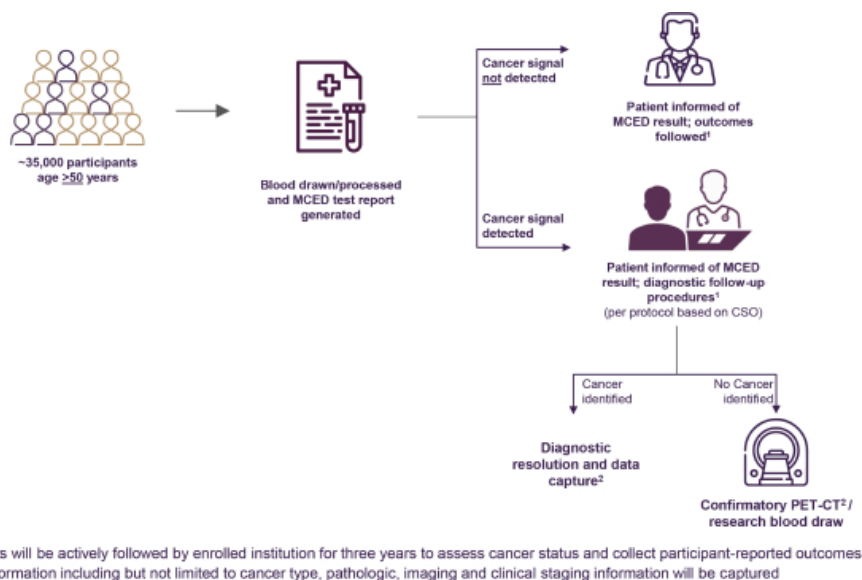 ~35,000 participants
age >50 years
Blood drawn/processed
and MCED test report
generated
Cancer signal
not detected
Patient informed of
MCED result; outcomes
followed¹
Cancer signal
detected
Patient informed of MCED
result; diagnostic follow-up
procedures¹
(per protocol based on CSO)
Cancer
identified
No Cancer
identified
Diagnostic
resolution and data
capture²
Confirmatory PET-CT²/
research blood draw
will be actively followed by enrolled institution for three years to assess cancer status and collect participant-reported outcomes
including but not limited to cancer type, pathologic, imaging and clinical staging information will be captured